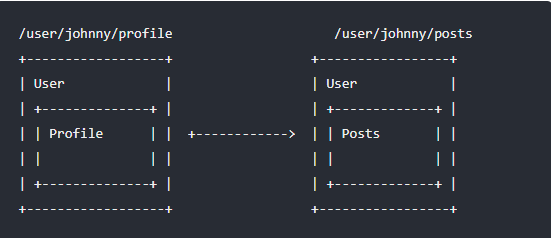 /user/johnny/profile                     /user/johnny/posts
+------------------+                  +-----------------+
| User             |                  | User            |
| +--------------+ |                  | +-------------+ |
| | Profile      | |  +------------>  | | Posts       | |
| |              | |                  | |             | |
| +--------------+ |                  | +-------------+ |
+------------------+                  +-----------------+